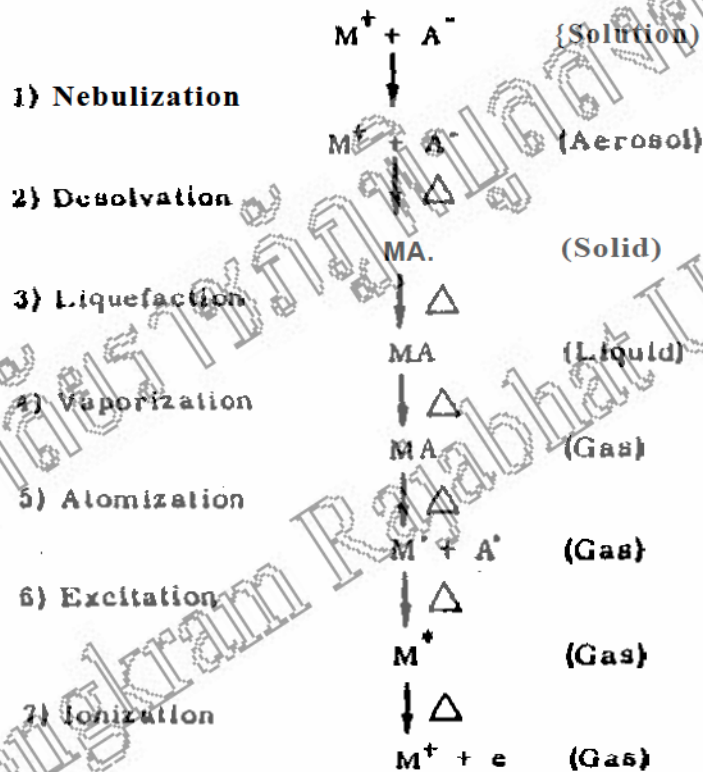 M⁺ + A⁻ {Solution)
1) Nebulization
M⁺ + A⁻ (Aerosol)
2) Desolvation △
MA. (Solid)
3) Liquefaction △
MA (Liquid)
4) Vaporization △
MA (Gas)
5) Atomization △
M• + A• (Gas)
6) Excitation △
M* (Gas)
7) Ionization △
M⁺ + e (Gas)
Rajabhat U